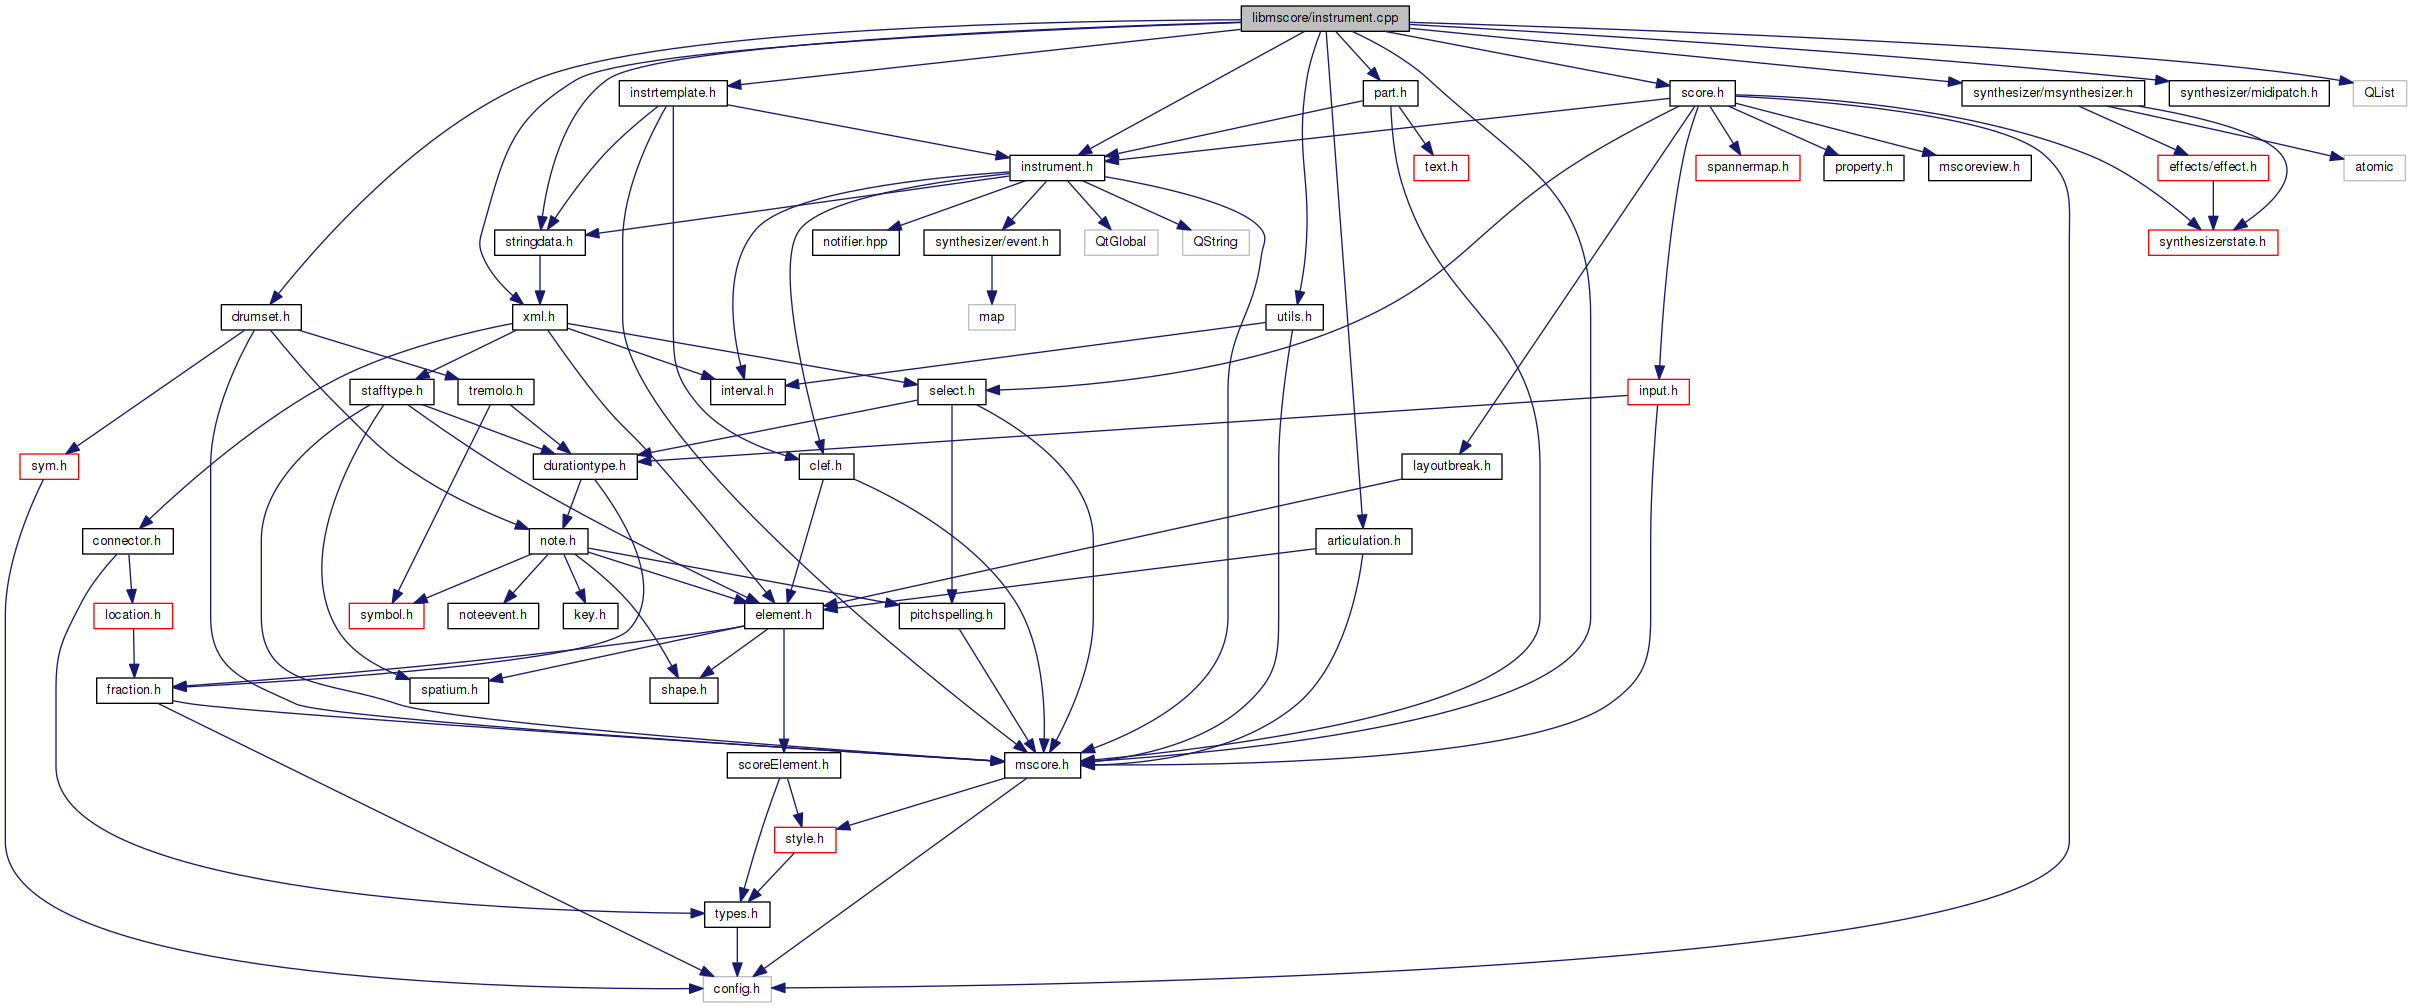 libmscore/instrument.cpp
instrtemplate.h
part.h
score.h
synthesizer/msynthesizer.h
synthesizer/midipatch.h
QList
instrument.h
text.h
spannermap.h
property.h
mscoreview.h
effects/effect.h
atomic
stringdata.h
notifier.hpp
synthesizer/event.h
QtGlobal
QString
synthesizerstate.h
drumset.h
xml.h
map
utils.h
stafftype.h
tremolo.h
interval.h
select.h
input.h
sym.h
durationtype.h
clef.h
layoutbreak.h
connector.h
note.h
articulation.h
location.h
symbol.h
noteevent.h
key.h
element.h
pitchspelling.h
fraction.h
spatium.h
shape.h
scoreElement.h
mscore.h
style.h
types.h
config.h